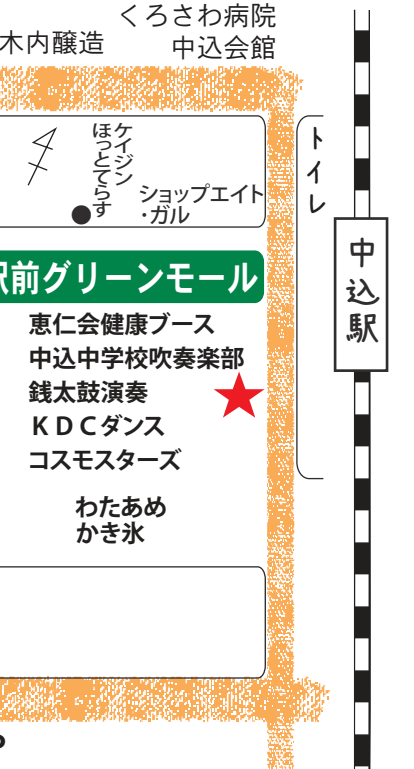 くろさわ病院
木内醸造
中込会館
ケイジン
ほっとてらす
ショップエイト
・ガル
トイレ
中込駅
駅前グリーンモール
恵仁会健康ブース
中込中学校吹奏楽部
銭太鼓演奏
ＫＤＣダンス
コスモスターズ
わたあめ
かき氷